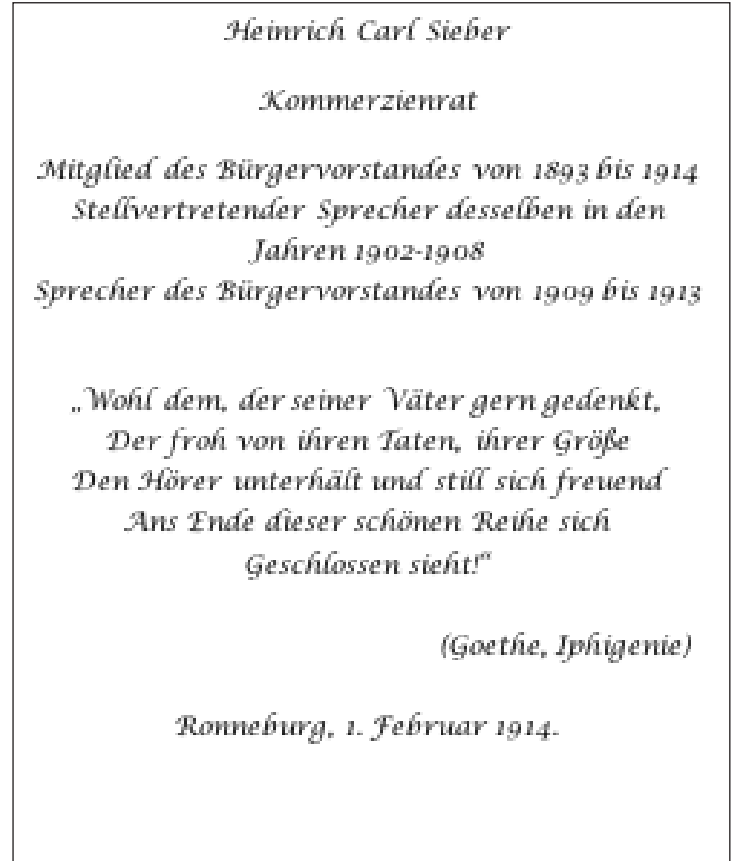 Heinrich Carl Sieber
Kommerzienrat
Mitglied des Bürgervorstandes von 1893 bis 1914
Stellvertretender Sprecher desselben in den
Jahren 1902-1908
Sprecher des Bürgervorstandes von 1909 bis 1913
„Wohl dem, der seiner Väter gern gedenkt,
Der froh von ihren Taten, ihrer Größe
Den Hörer unterhält und still sich freuend
Ans Ende dieser schönen Reihe sich
Geschlossen sieht!“
(Goethe, Iphigenie)
Ronneburg, 1. Februar 1914.